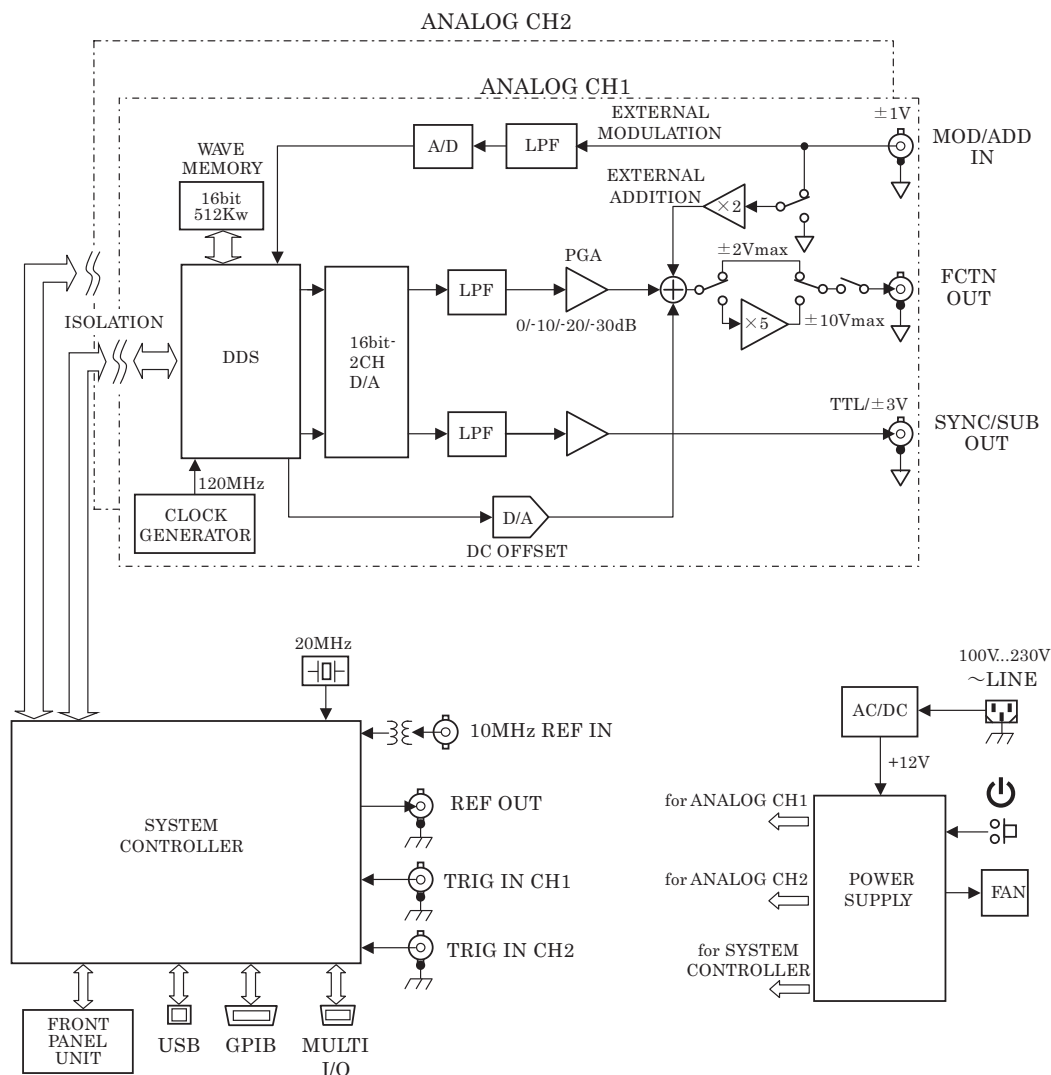 ANALOG CH2
ANALOG CH1
±1V
MOD/ADD
IN
EXTERNAL
MODULATION
A/D
LPF
WAVE
MEMORY
16bit
512Kw
EXTERNAL
ADDITION
×2
±2Vmax
PGA
LPF
0/-10/-20/-30dB
×5
±10Vmax
FCTN
OUT
ISOLATION
DDS
16bit-
2CH
D/A
LPF
TTL/±3V
SYNC/SUB
OUT
120MHz
CLOCK
GENERATOR
D/A
DC OFFSET
20MHz
10MHz REF IN
REF OUT
SYSTEM
CONTROLLER
TRIG IN CH1
TRIG IN CH2
FRONT
PANEL
UNIT
USB
GPIB
MULTI
I/O
100V...230V
～LINE
AC/DC
+12V
for ANALOG CH1
for ANALOG CH2
for SYSTEM
CONTROLLER
POWER
SUPPLY
FAN